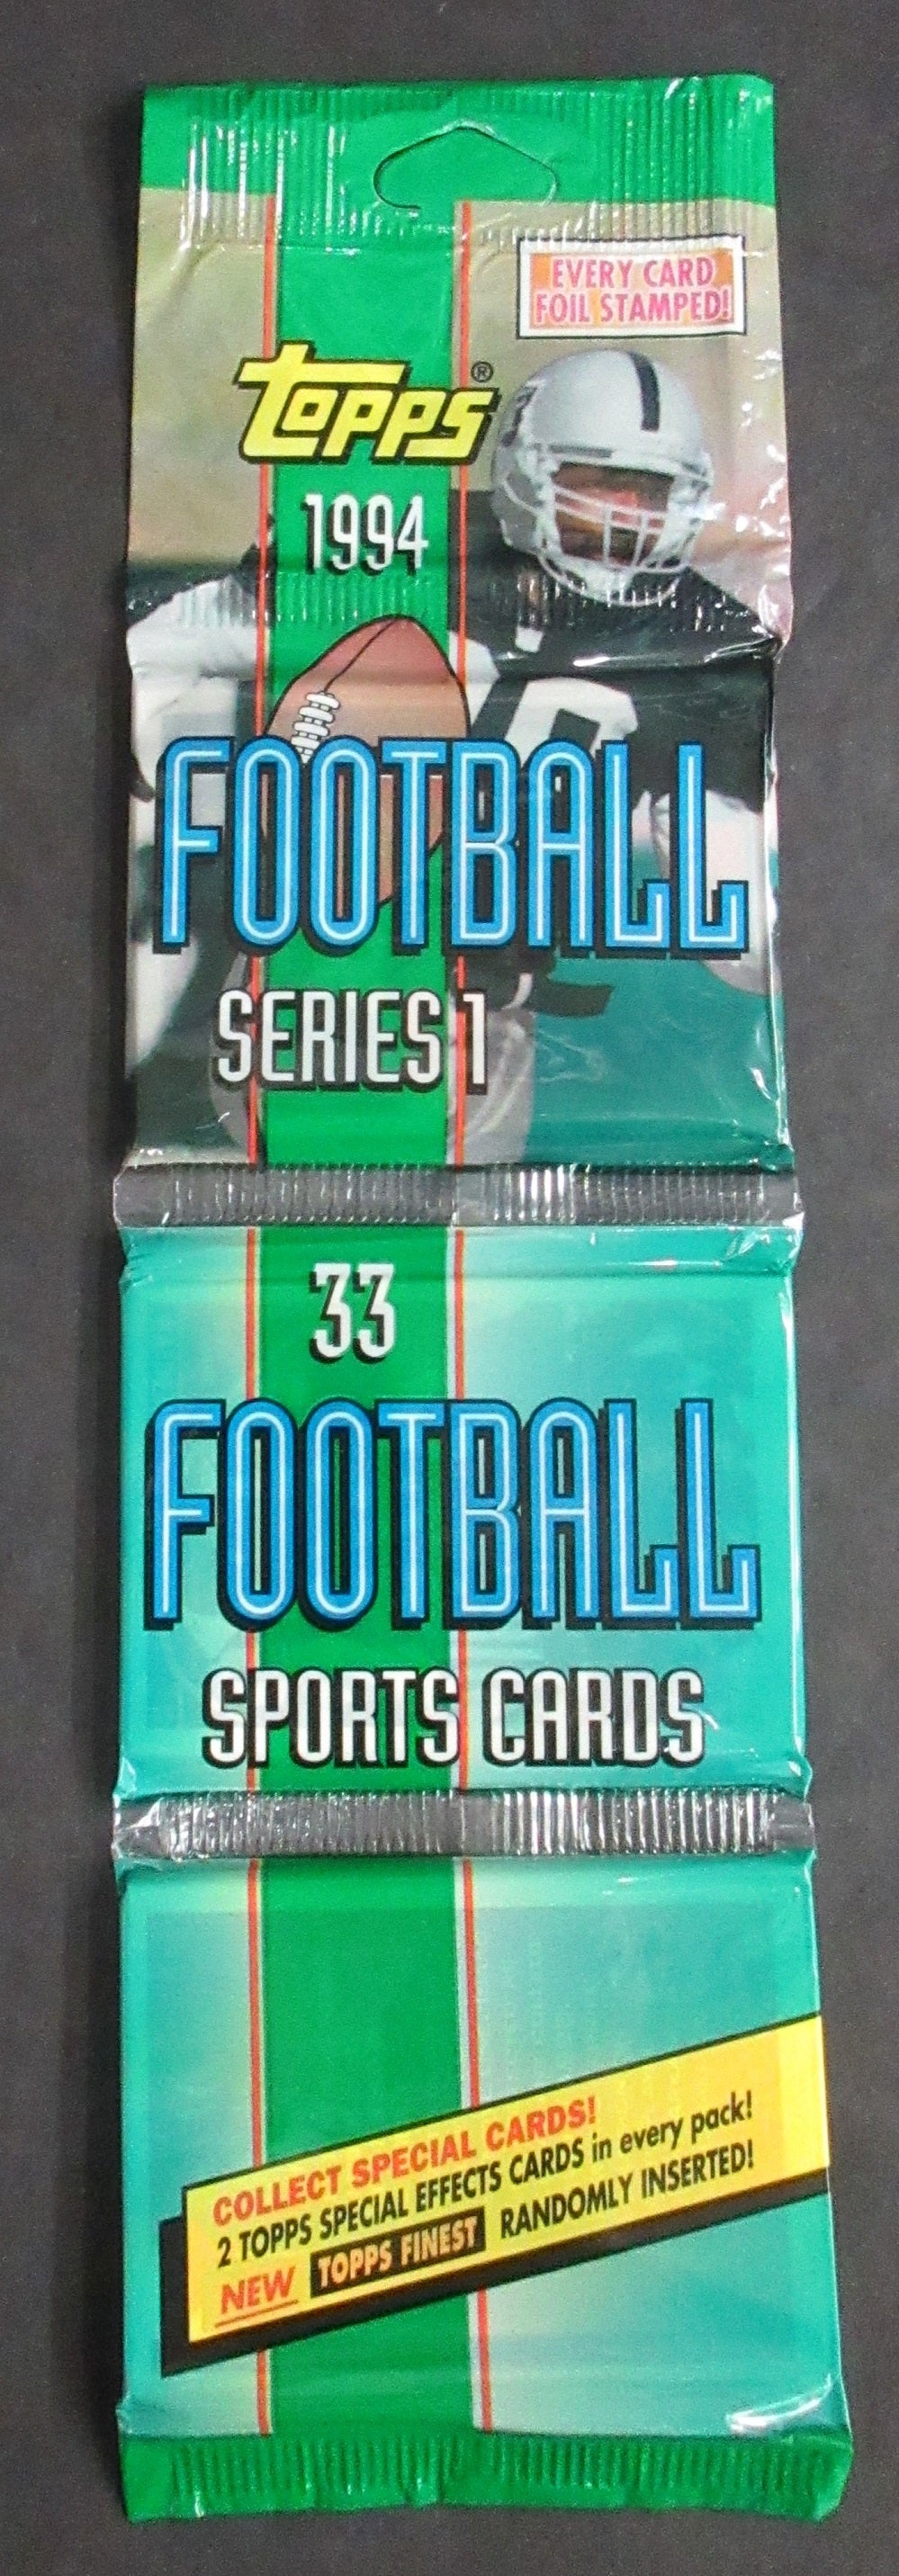 EVERY CARD
FOIL STAMPED!
topps®
1994
FOOTBALL
SERIES 1
33
FOOTBALL
SPORTS CARDS
COLLECT SPECIAL CARDS!
2 TOPPS SPECIAL EFFECTS CARDS in every pack!
NEW TOPPS FINEST RANDOMLY INSERTED!